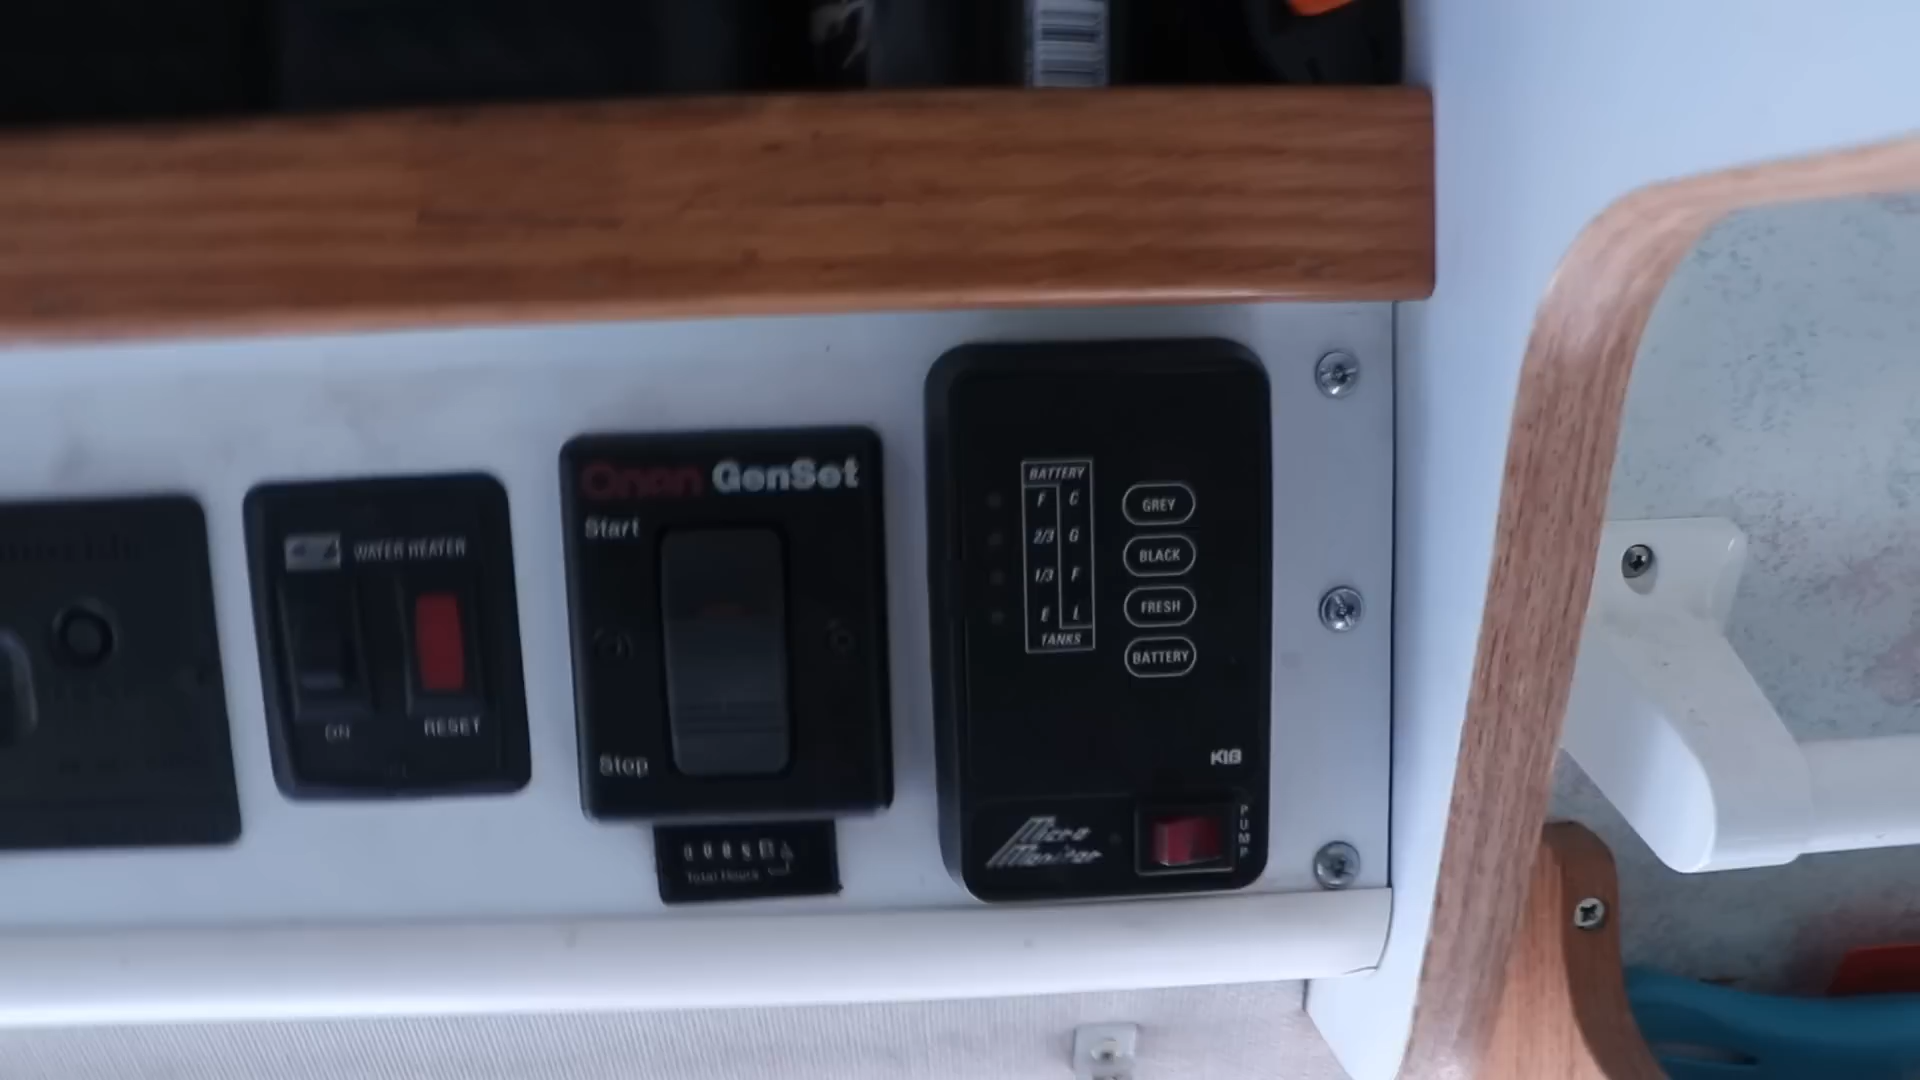 WATER HEATER
ON
RESET
Onan GenSet
Start
Stop
Total Hours
BATTERY
F C
2/3 G
1/3 F
E L
TANKS
GREY
BLACK
FRESH
BATTERY
KIB
Micro
Monitor
PUMP